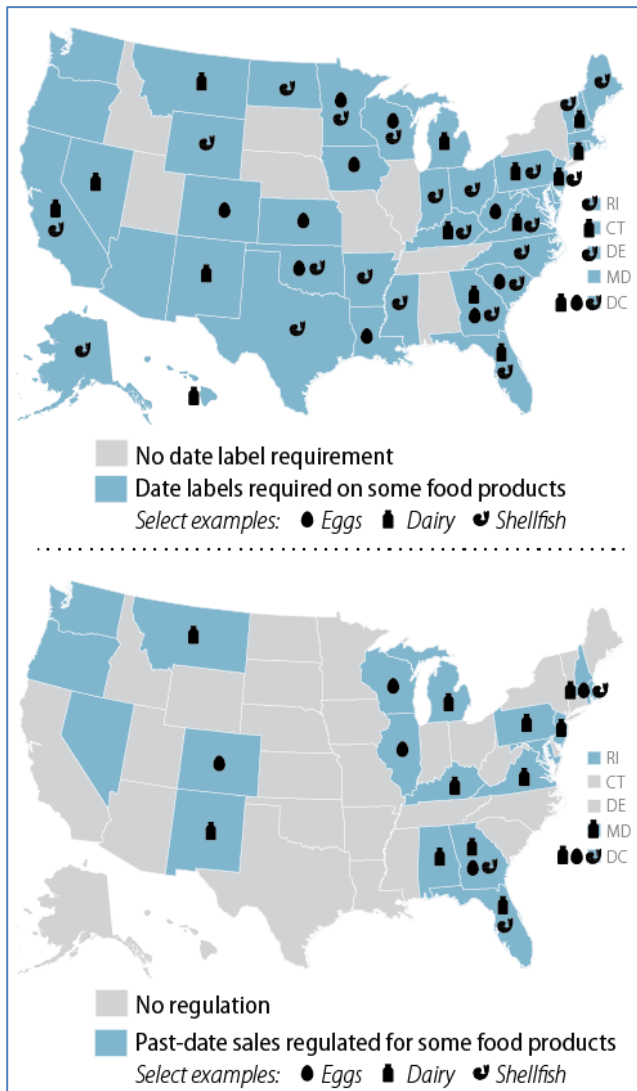 RI
CT
DE
MD
DC
No date label requirement
Date labels required on some food products
Select examples: Eggs Dairy Shellfish
RI
CT
DE
MD
DC
No regulation
Past-date sales regulated for some food products
Select examples: Eggs Dairy Shellfish